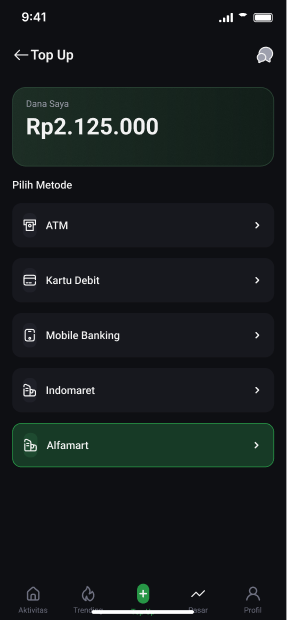 9:41
Top Up
Dana Saya
Rp2.125.000
Pilih Metode
ATM
Kartu Debit
Mobile Banking
Indomaret
Alfamart
Aktivitas Profil